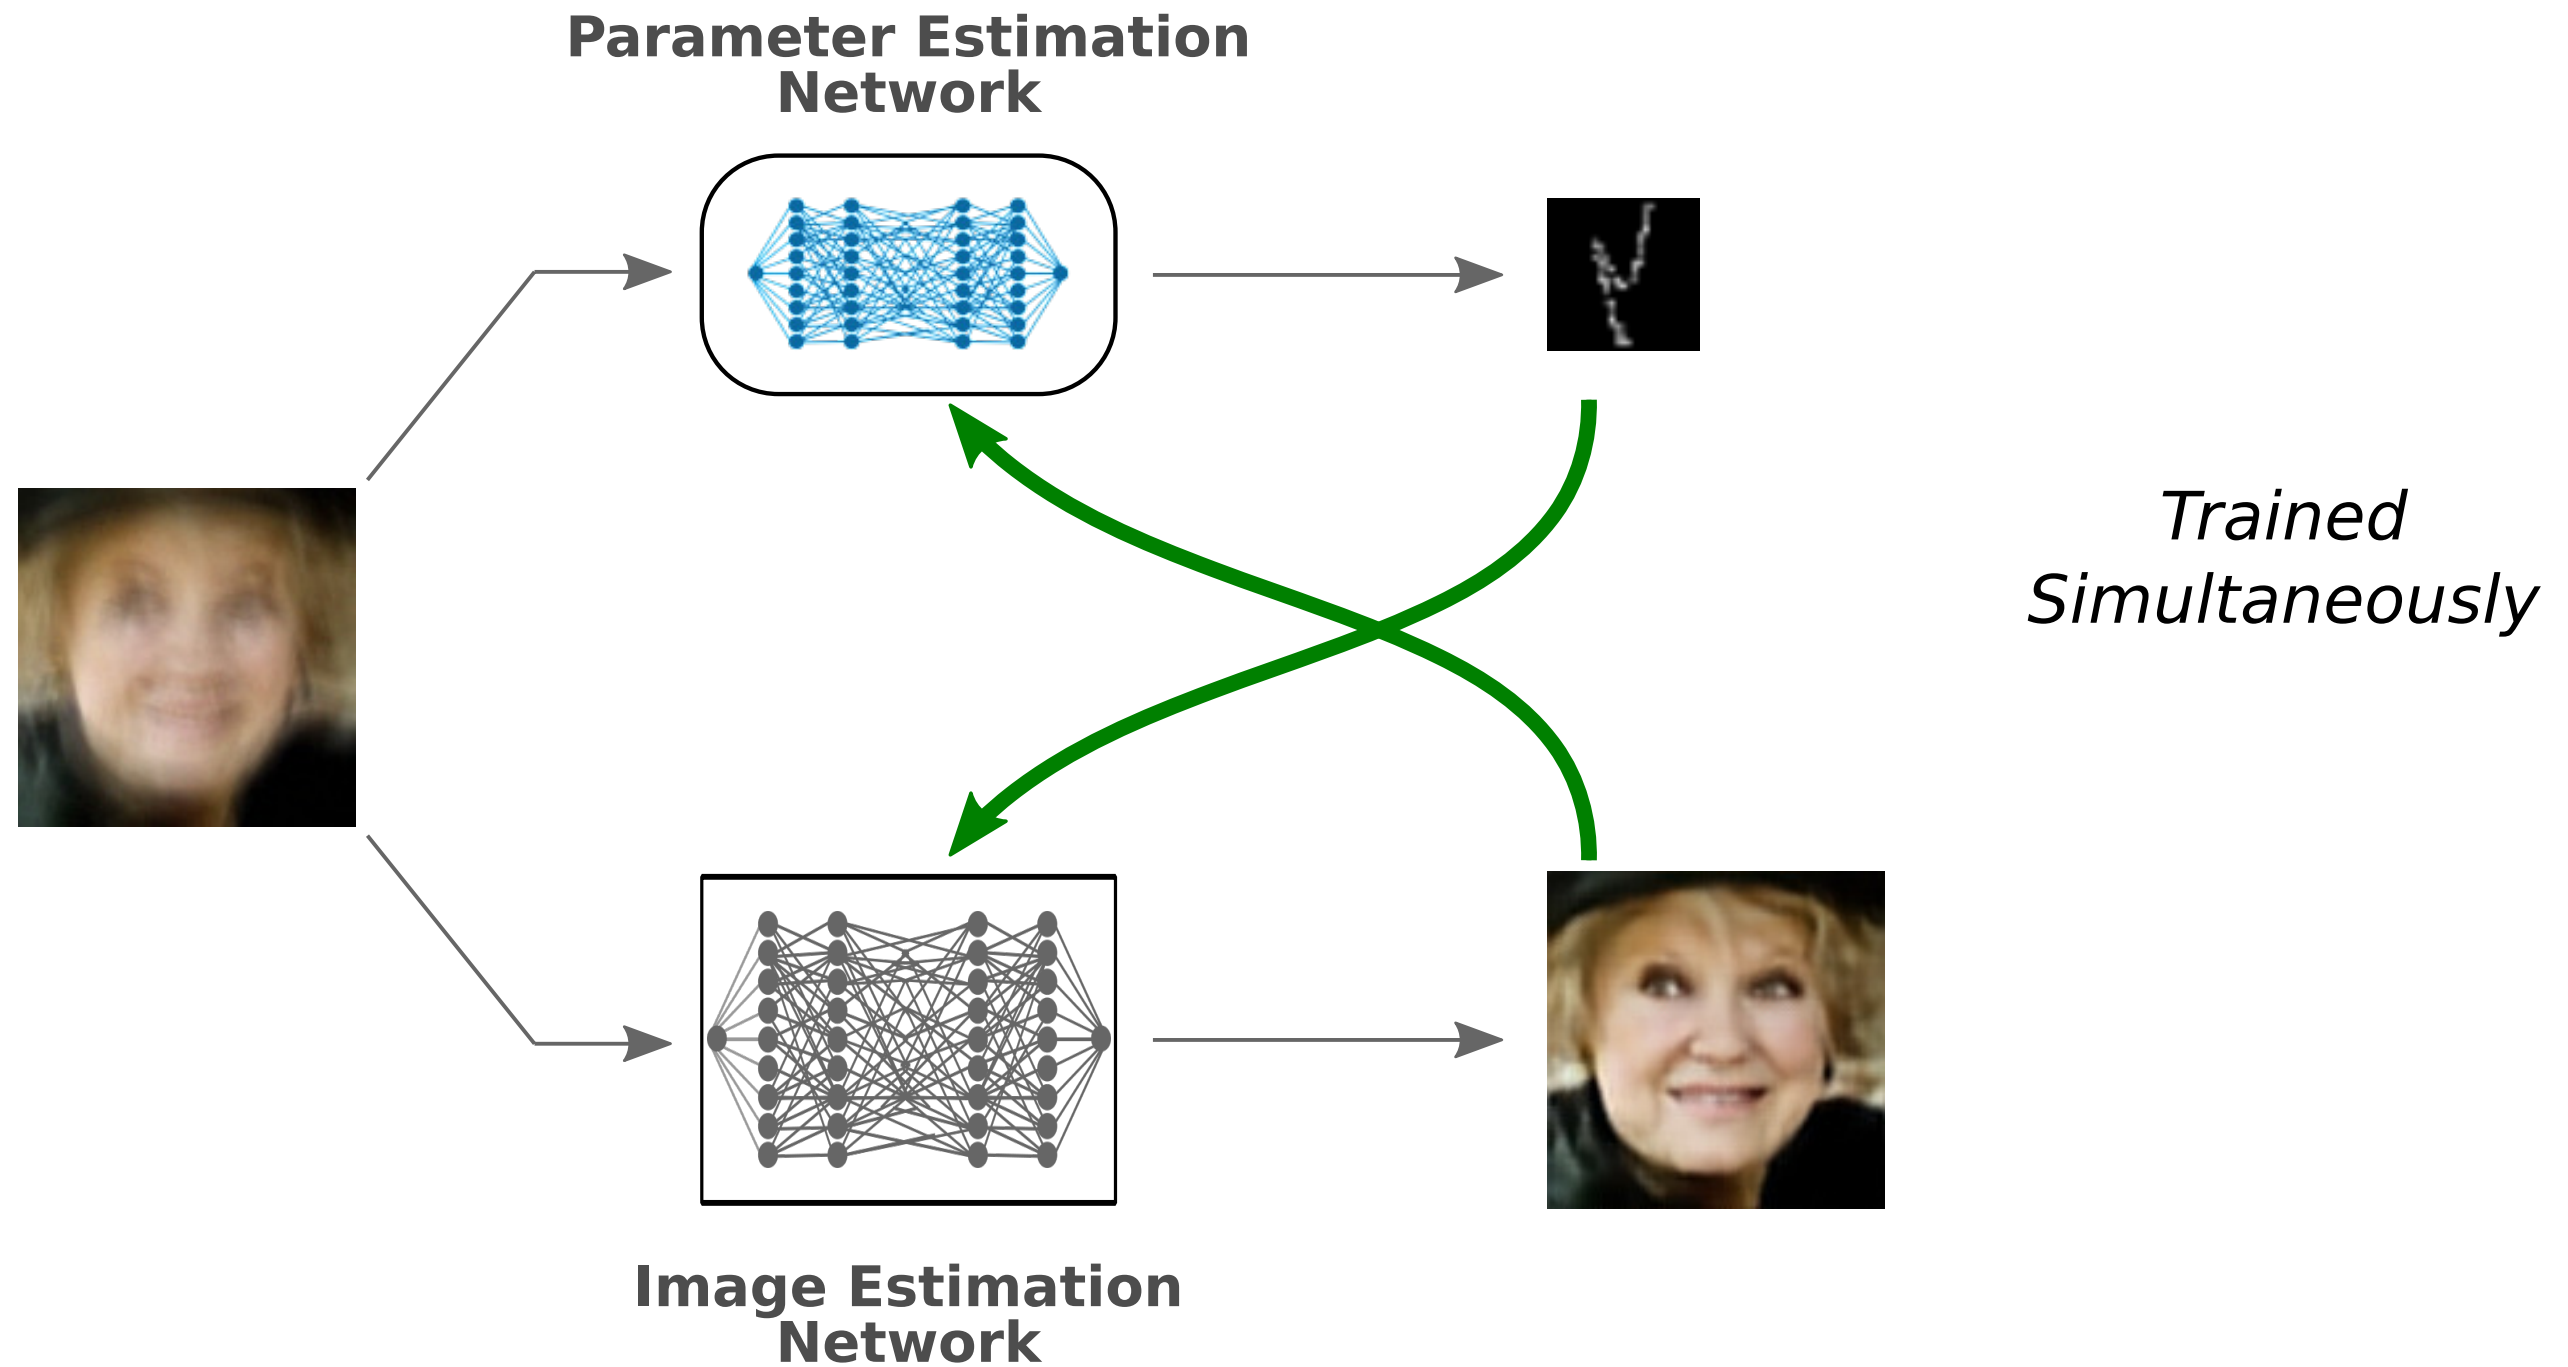 Parameter Estimation
Network
Trained
Simultaneously
Image Estimation
Network